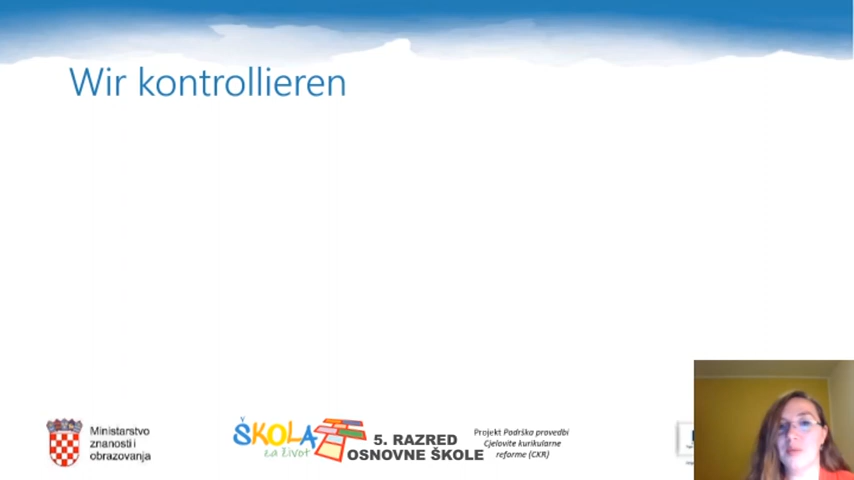 Wir kontrollieren
Ministarstvo
znanosti i
obrazovanja
ŠKOLA
za život
5. RAZRED
OSNOVNE ŠKOLE
Projekt Podrška provedbi
Cjelovite kurikularne
reforme (CKR)